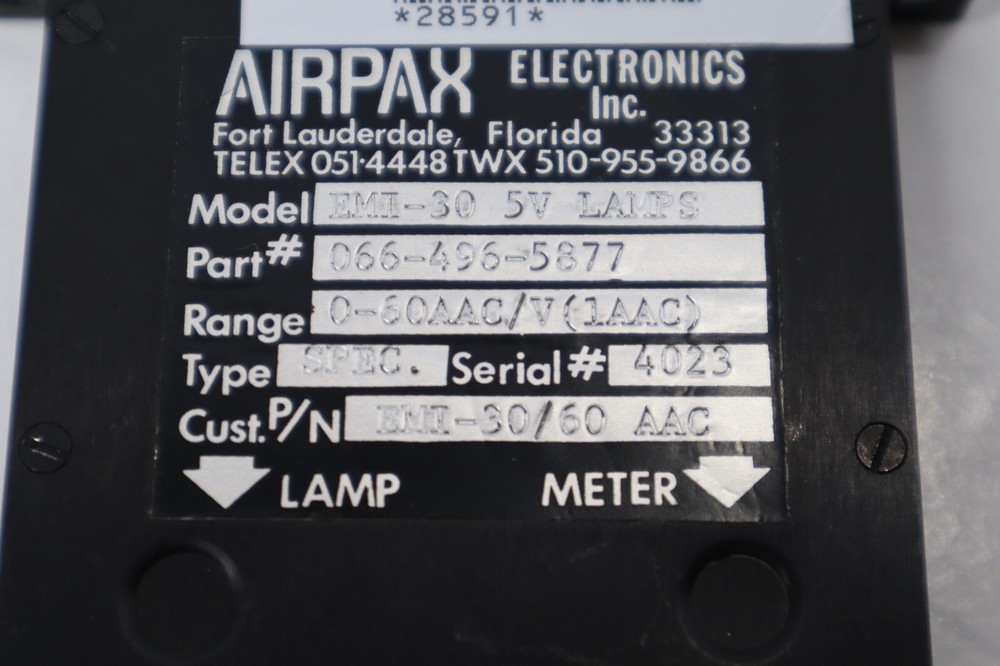 *28591*
AIRPAX ELECTRONICS Inc.
Fort Lauderdale, Florida 33313
TELEX 051·4448 TWX 510-955-9866
Model EMI-30 5V LAMPS
Part# 066-496-5877
Range 0-60AAC/V(1AAC)
Type SPEC. Serial# 4023
Cust. P/N EMI-30/60 AAC
LAMP METER